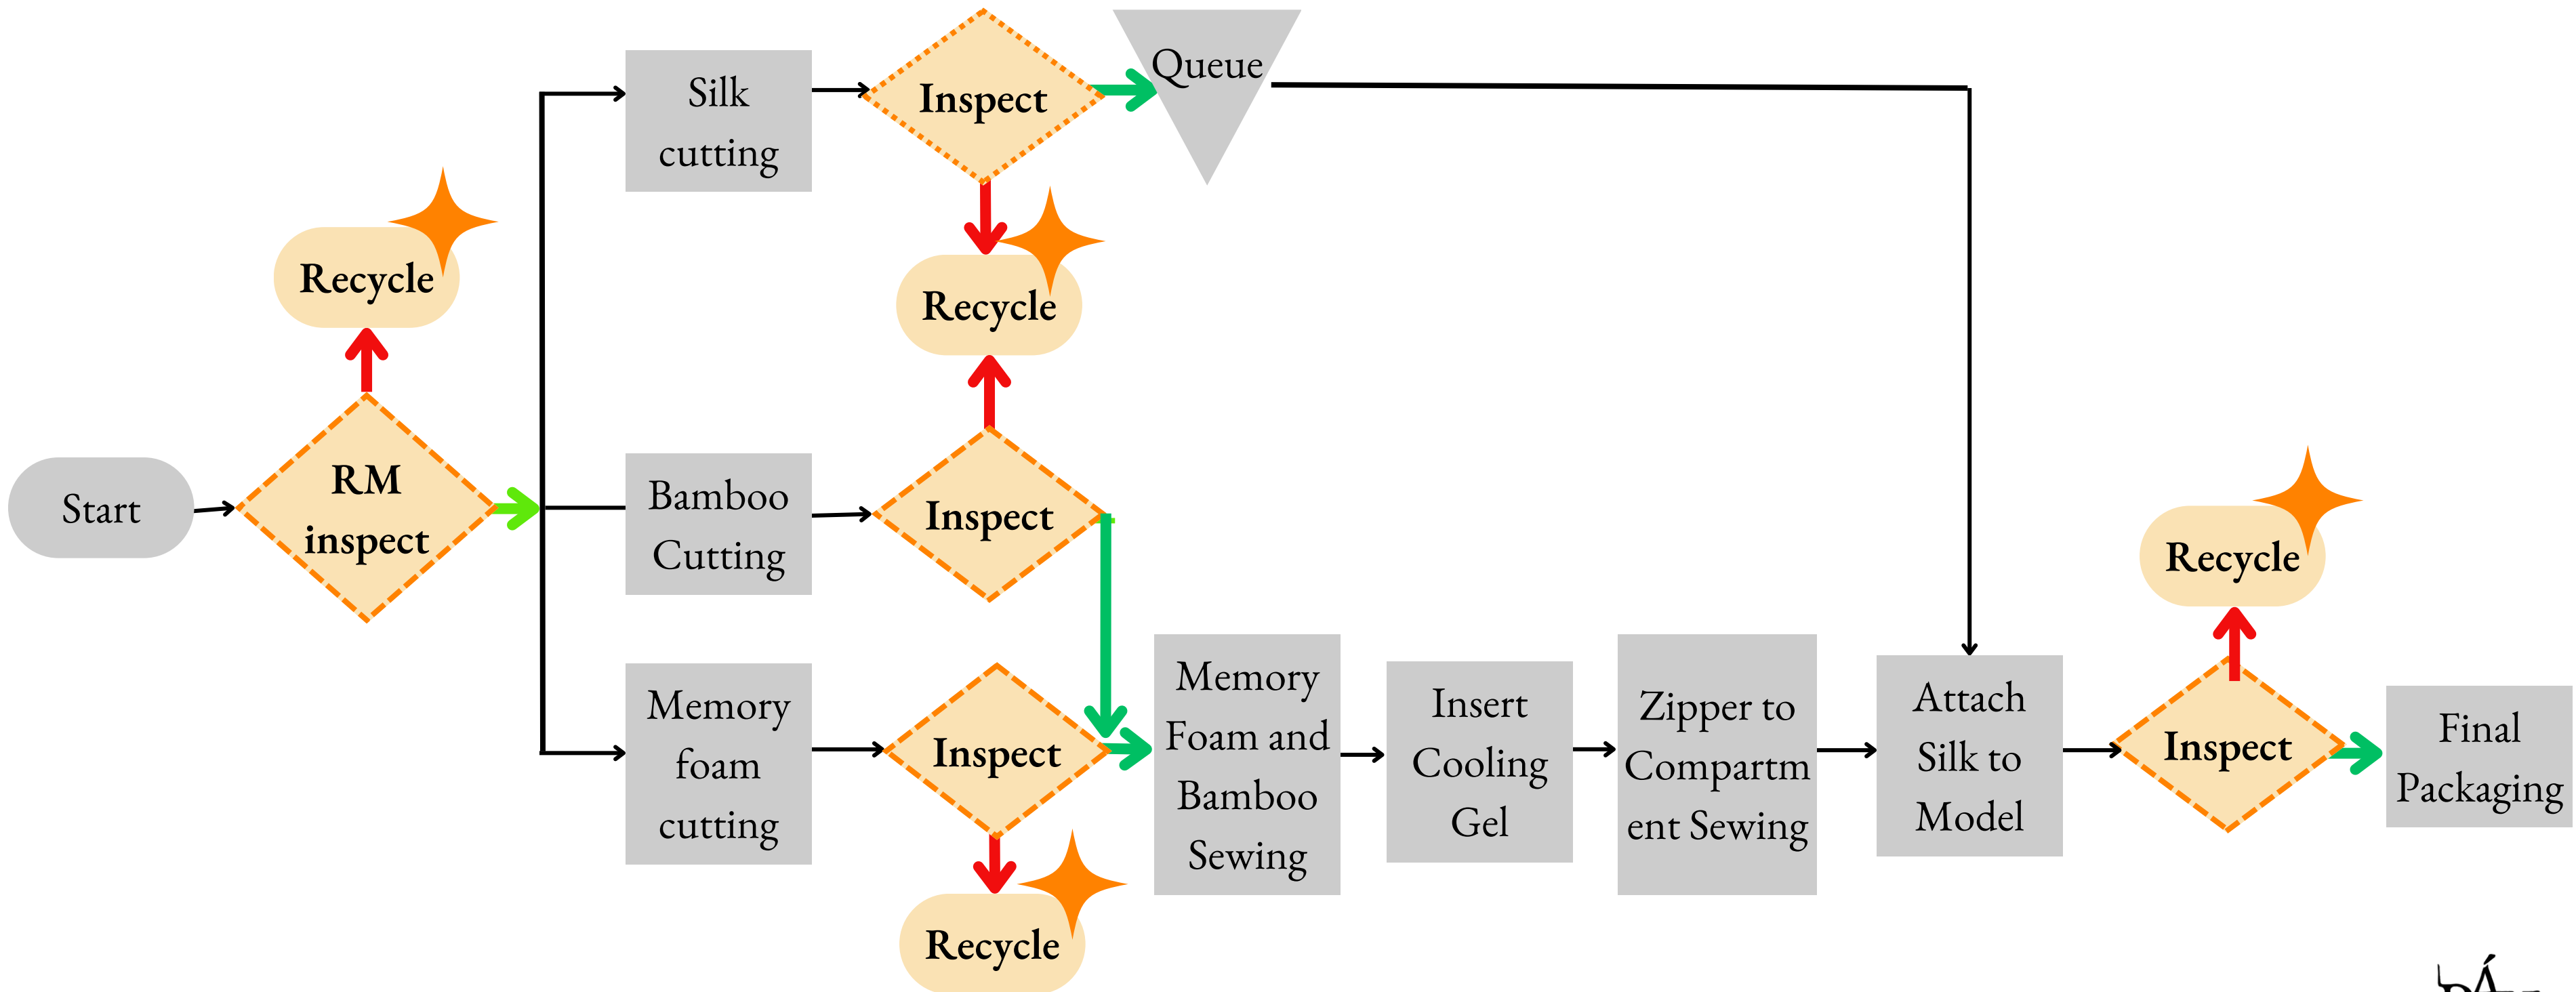 Start
RM
inspect
Recycle
Silk
cutting
Inspect
Queue
Recycle
Bamboo
Cutting
Inspect
Memory
foam
cutting
Inspect
Recycle
Memory
Foam and
Bamboo
Sewing
Insert
Cooling
Gel
Zipper to
Compartm
ent Sewing
Attach
Silk to
Model
Inspect
Recycle
Final
Packaging